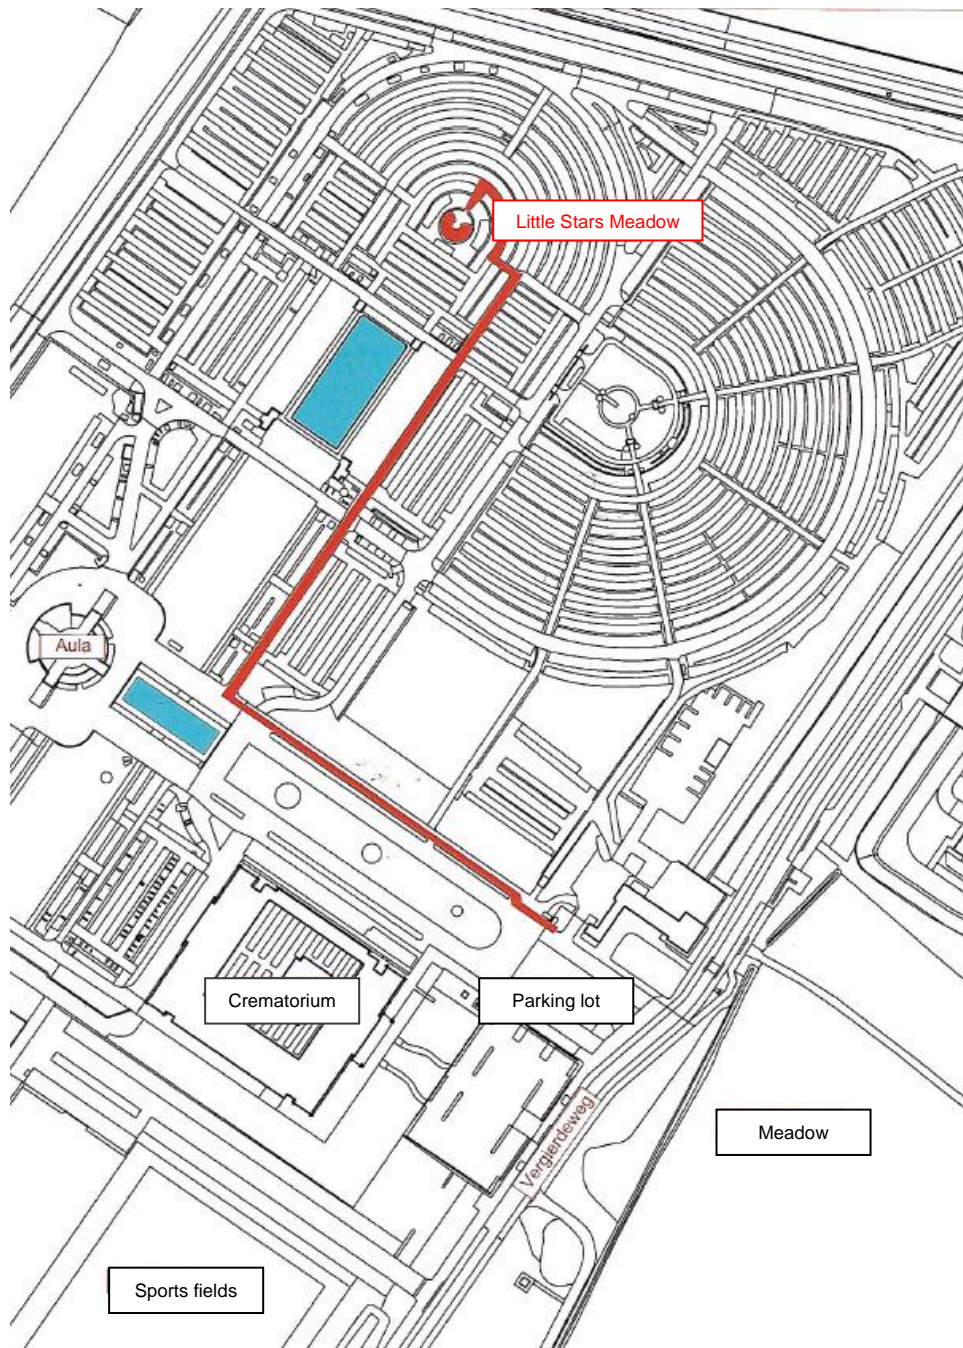 Little Stars Meadow
Aula
Crematorium
Parking lot
Vergierdeweg
Meadow
Sports fields